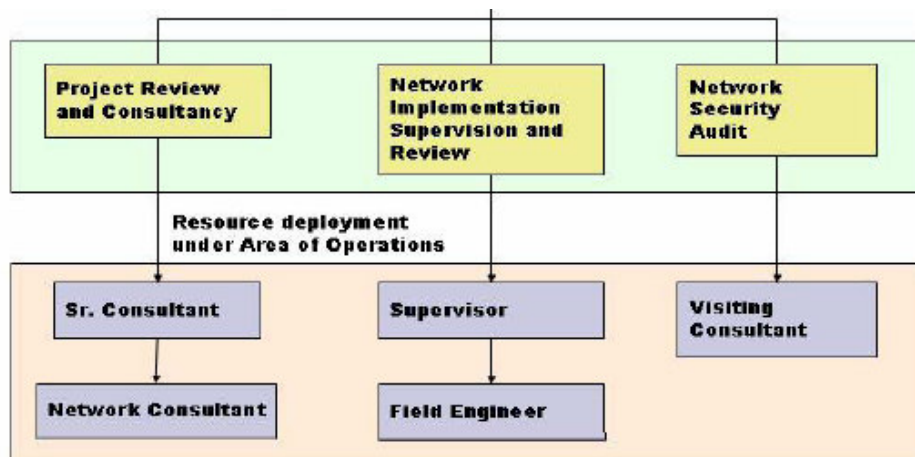 Project Review
and Consultancy
Network
Implementation
Supervision and
Review
Network
Security
Audit
Resource deployment
under Area of Operations
Sr. Consultant
Supervisor
Visiting
Consultant
Network Consultant
Field Engineer